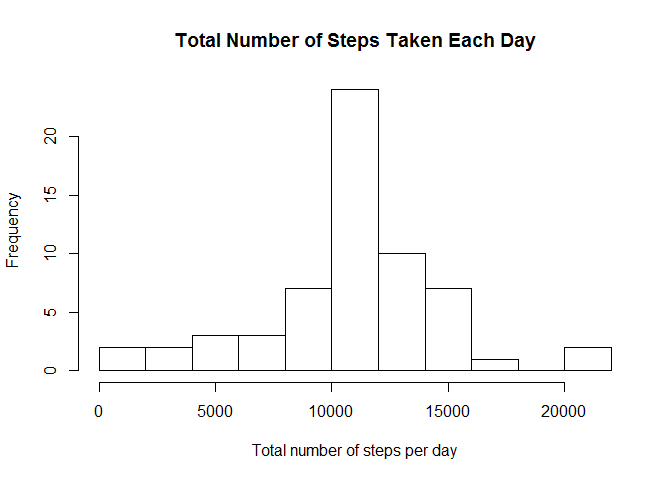 Total Number of Steps Taken Each Day
20
15
10
5
0
Frequency
0 5000 10000 15000 20000
Total number of steps per day